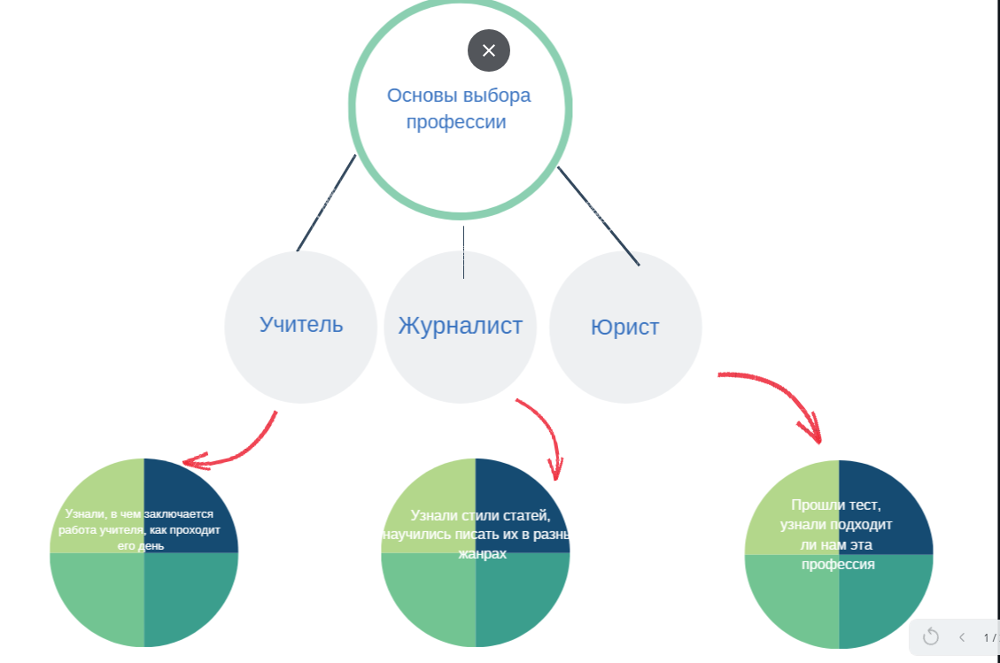 Основы выбора
профессии
Учитель
Журналист
Юрист
Узнали, в чем заключается
работа учителя, как проходит
его день
Узнали стили статей,
научились писать их в разны
жанрах
Прошли тест,
узнали подходит
ли нам эта
профессия
1 /